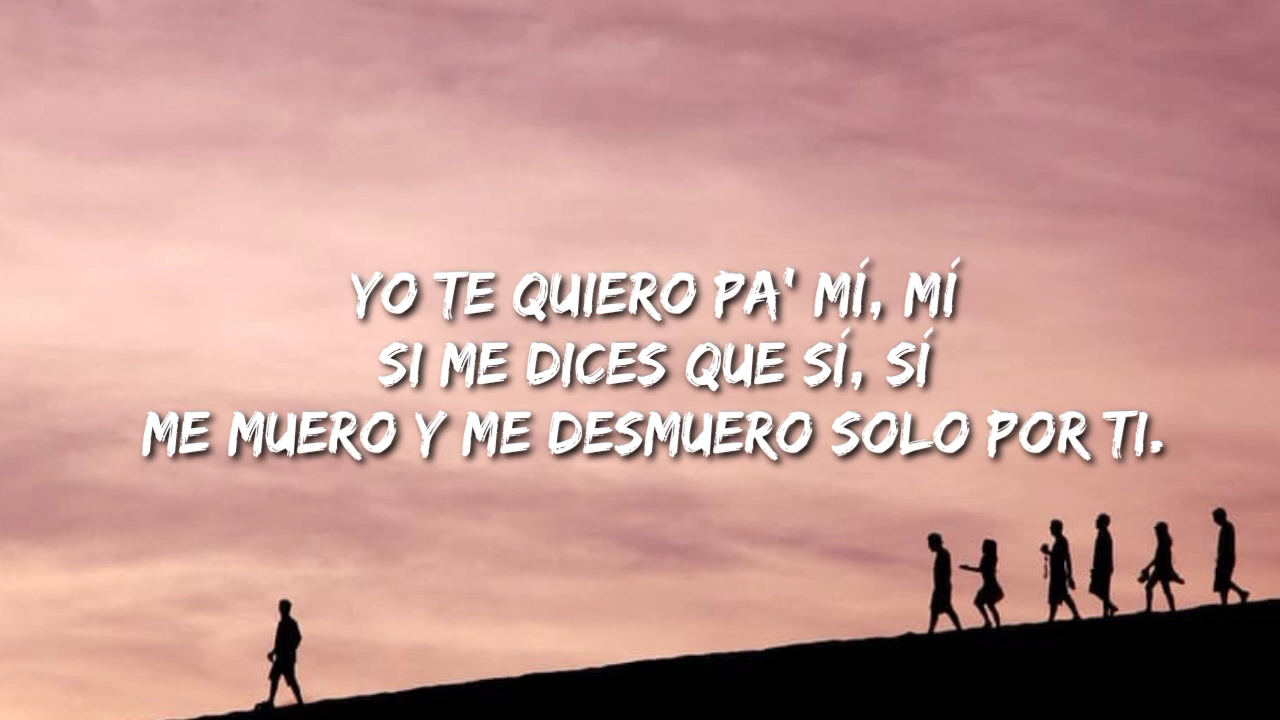 YO TE QUIERO PA' MÍ, MÍ
SI ME DICES QUE SÍ, SÍ
ME MUERO Y ME DESMUERO SOLO POR TI.